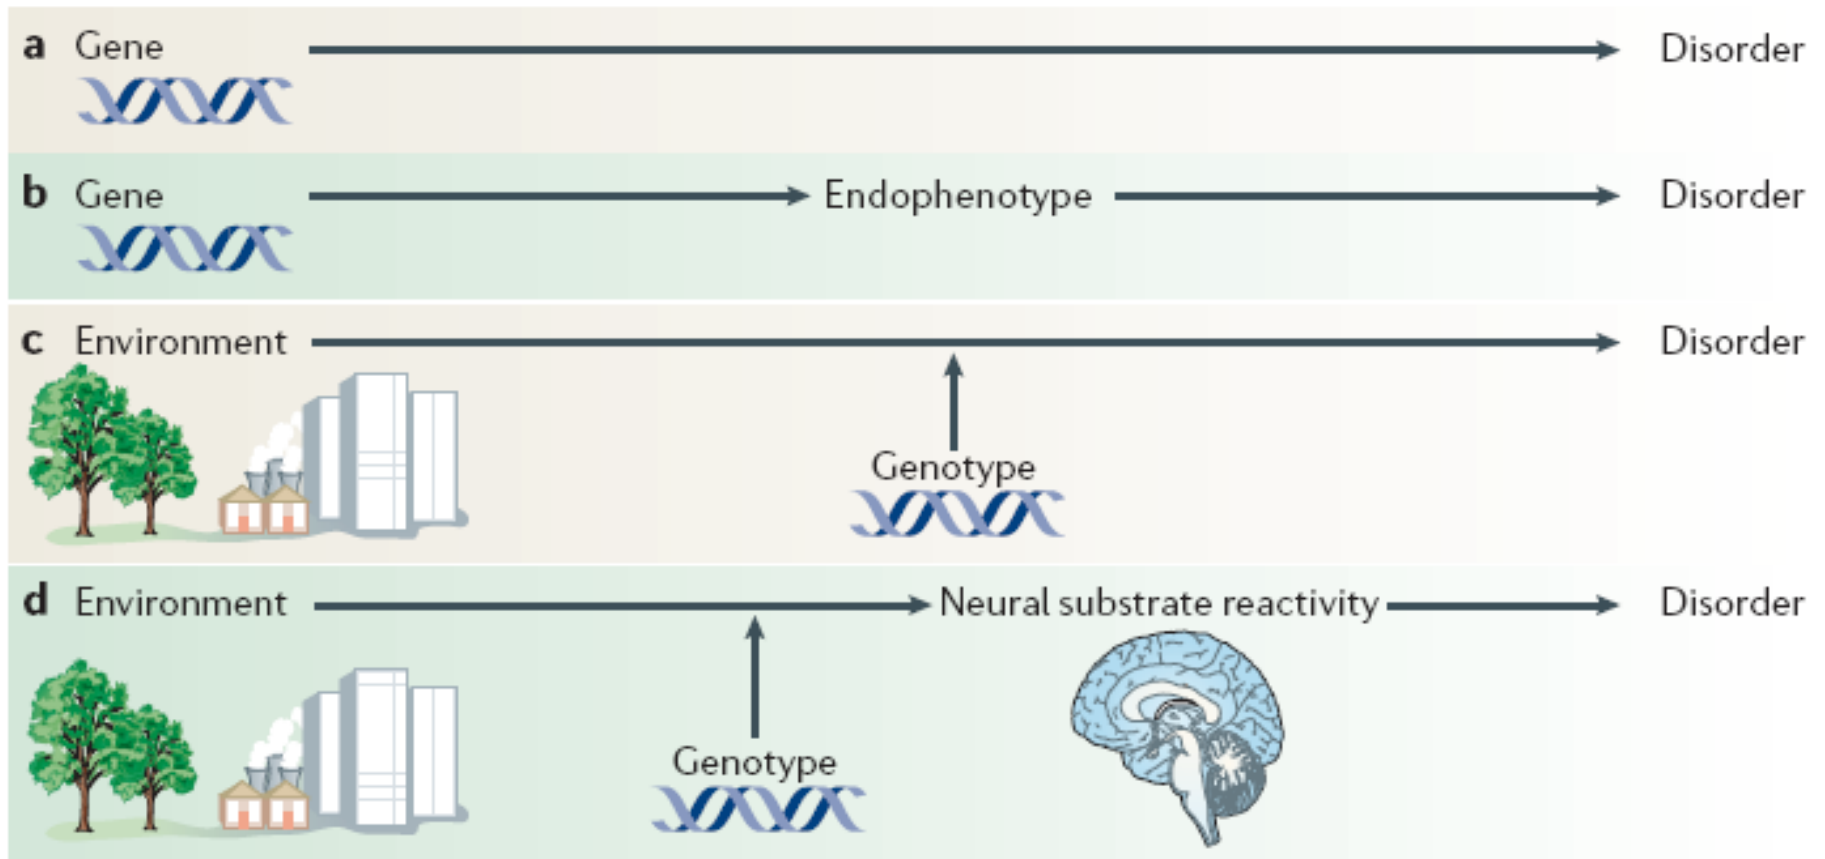 a Gene Disorder
b Gene Endophenotype Disorder
c Environment Disorder
Genotype
d Environment Neural substrate reactivity Disorder
Genotype